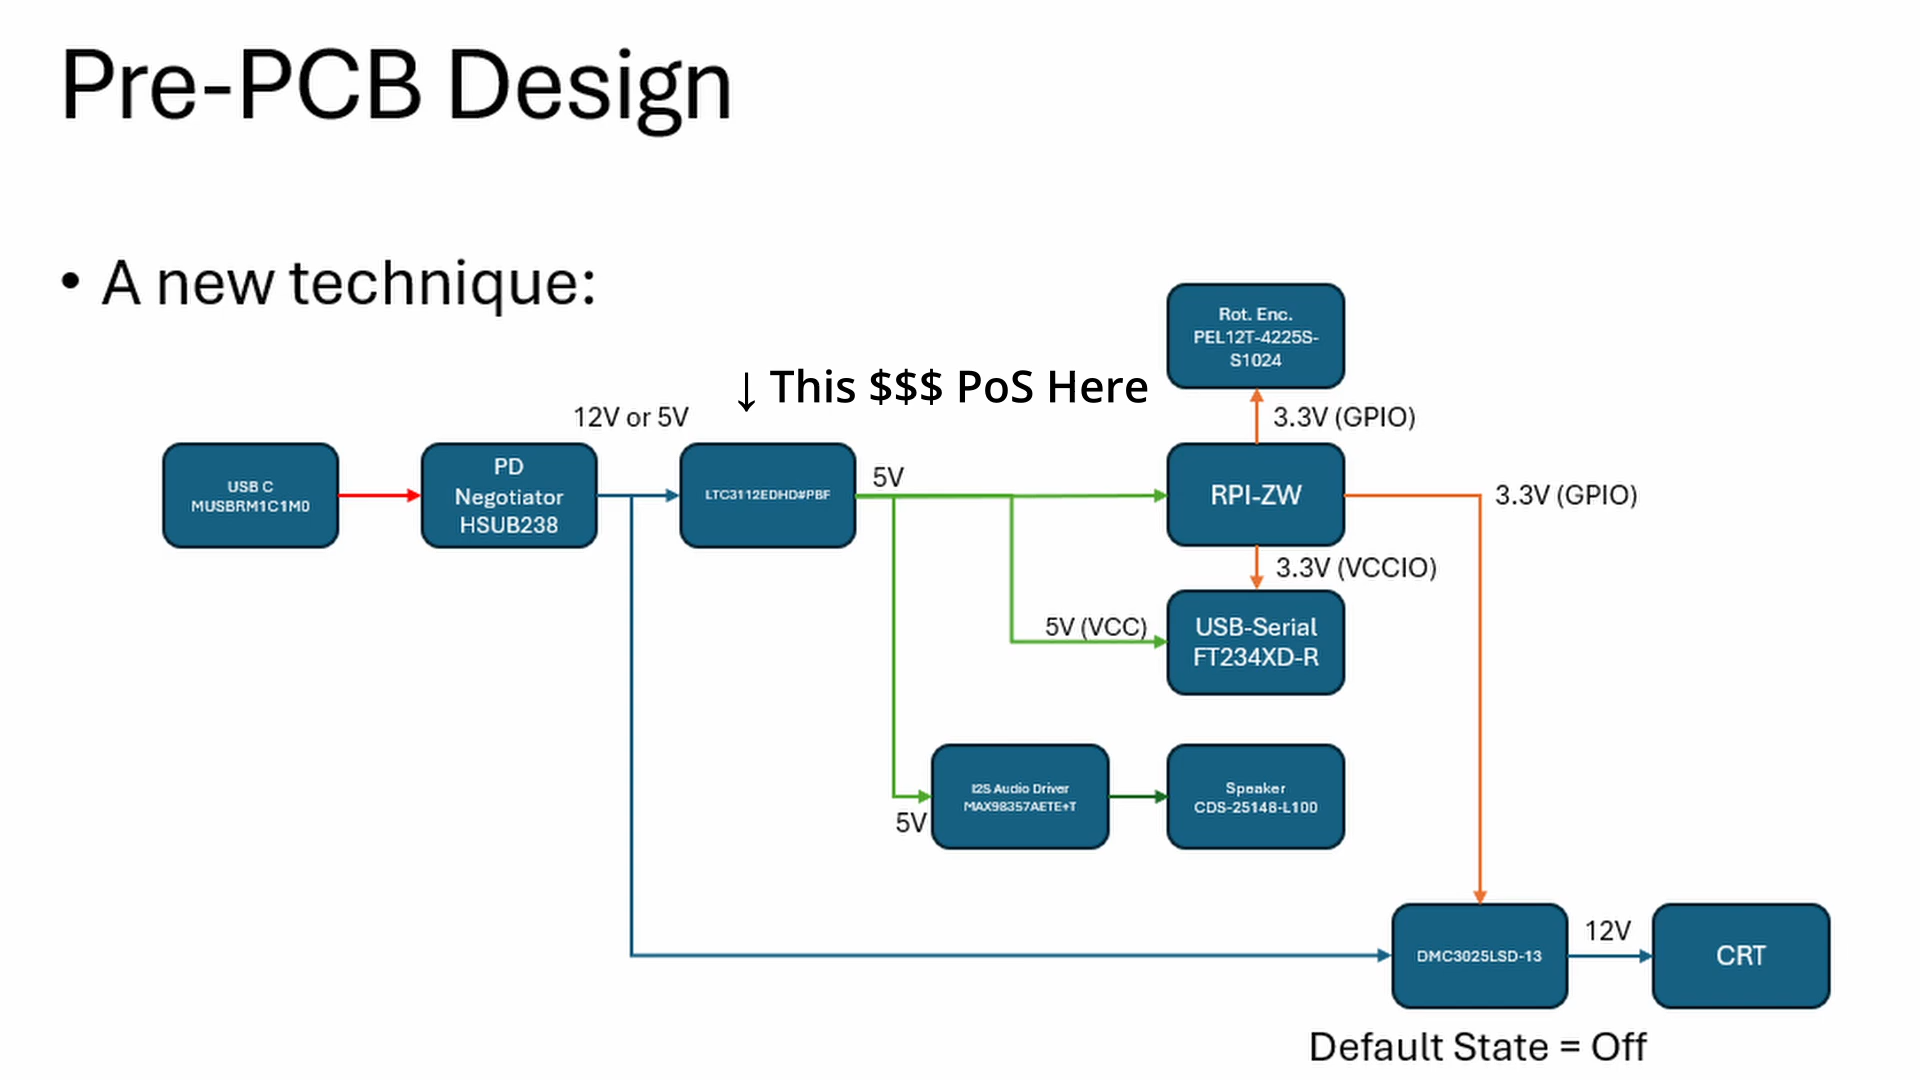 Pre-PCB Design
• A new technique:
Rot. Enc.
PEL12T-4225S-
S1024
↓ This $$$ PoS Here
12V or 5V
3.3V (GPIO)
USB C
MUSBRM1C1M0
PD
Negotiator
HSUB238
LTC3112EDHD#PBF
5V
RPI-ZW
3.3V (GPIO)
3.3V (VCCIO)
5V (VCC)
USB-Serial
FT234XD-R
I2S Audio Driver
MAX98357AETE+T
5V
Speaker
CDS-25148-L100
DMC3025LSD-13
12V
CRT
Default State = Off